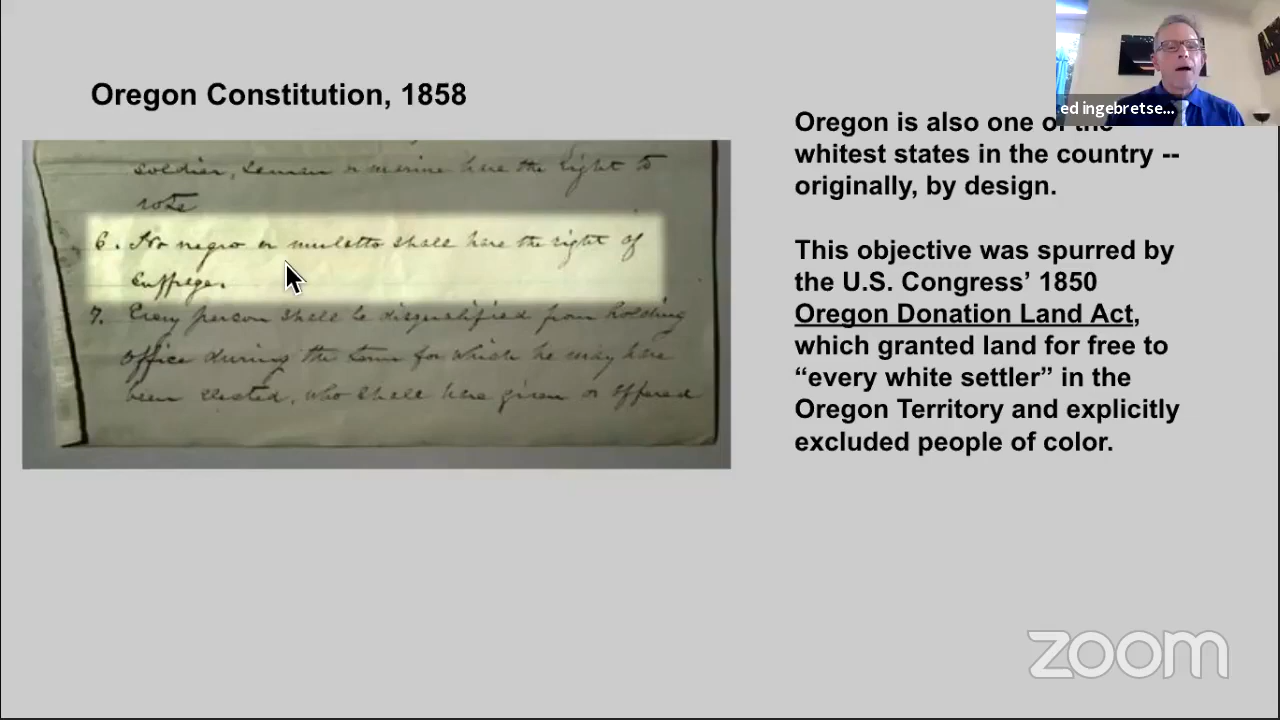 Oregon Constitution, 1858
soldier, Seaman or marine have the right to
vote
6. No negro or mulatto shall have the right of
Suffrage.
7. Every person shall be disqualified from holding
office during the term for which he may have
been elected, who shall have given or offered
ed ingebretse...
Oregon is also one of the
whitest states in the country --
originally, by design.
This objective was spurred by
the U.S. Congress’ 1850
Oregon Donation Land Act,
which granted land for free to
“every white settler” in the
Oregon Territory and explicitly
excluded people of color.
zoom